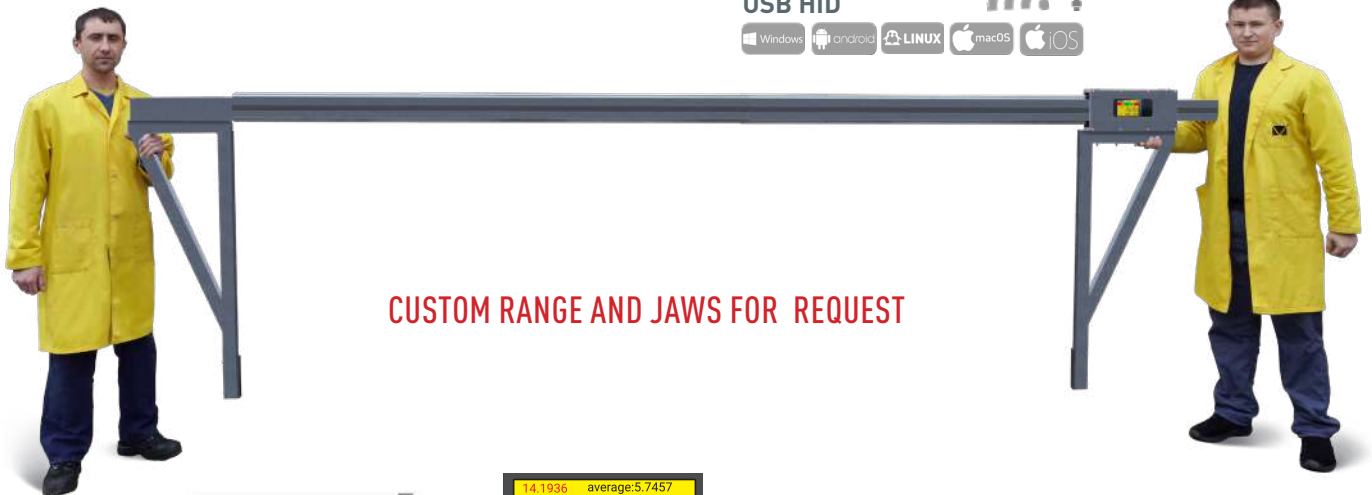 USB HID
Windows android LINUX macOS iOS
CUSTOM RANGE AND JAWS FOR REQUEST
14.1936 average:5.7457